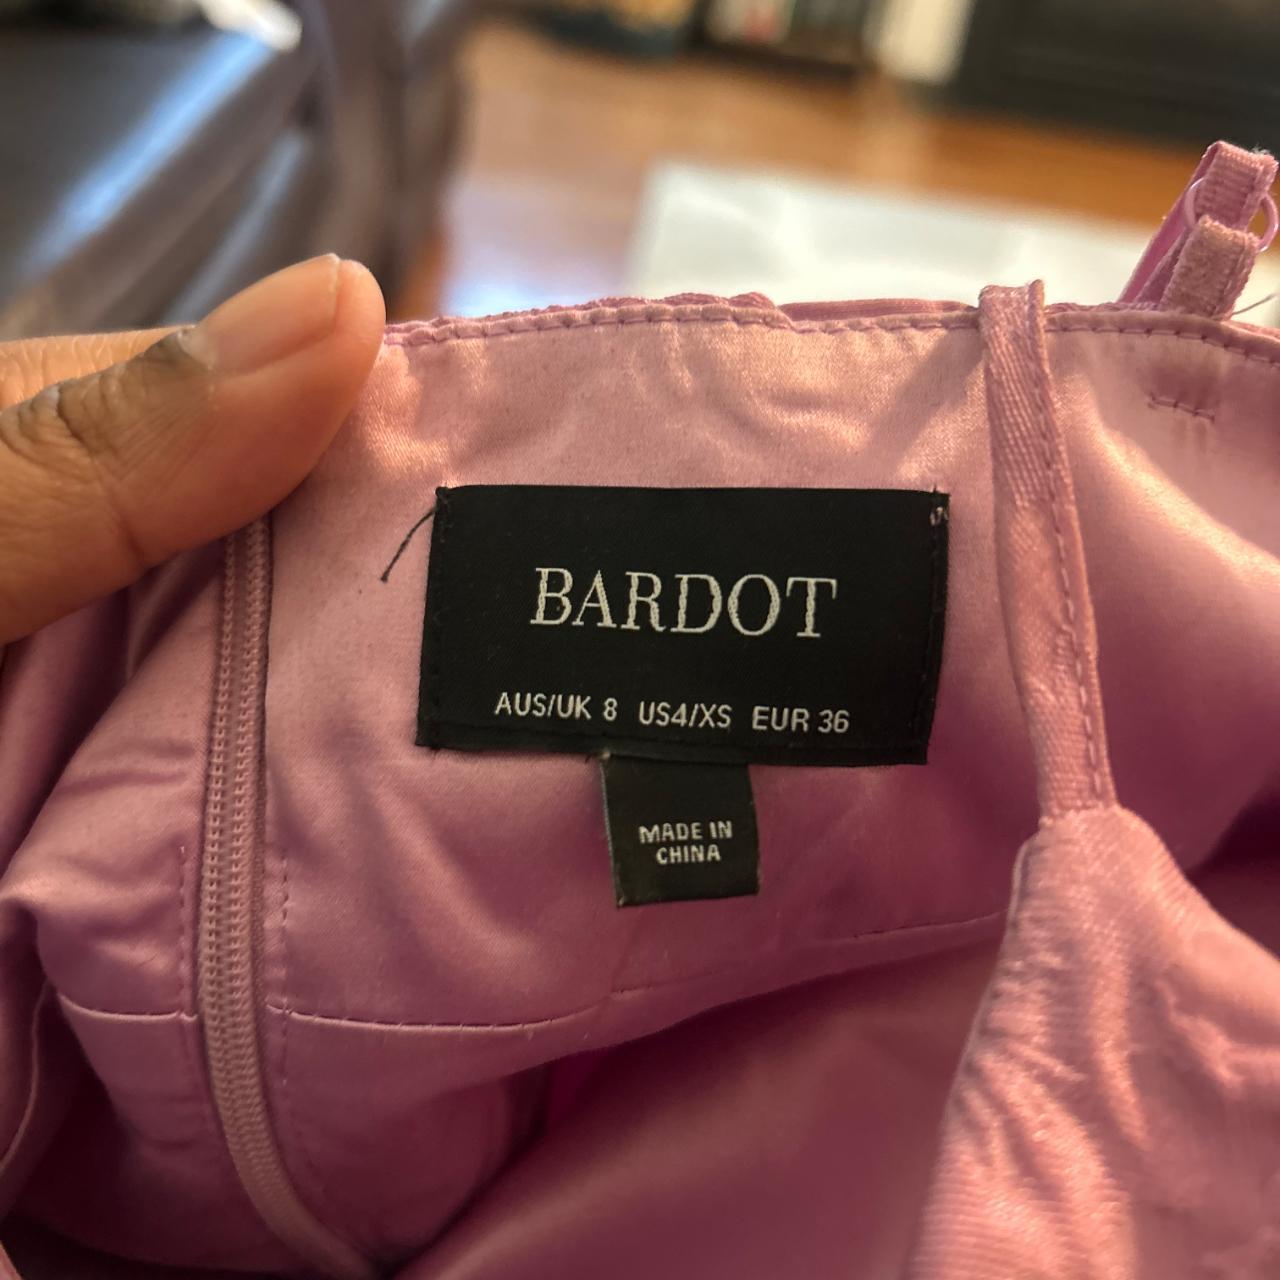 BARDOT
AUS/UK 8 US4/XS EUR 36
MADE IN
CHINA